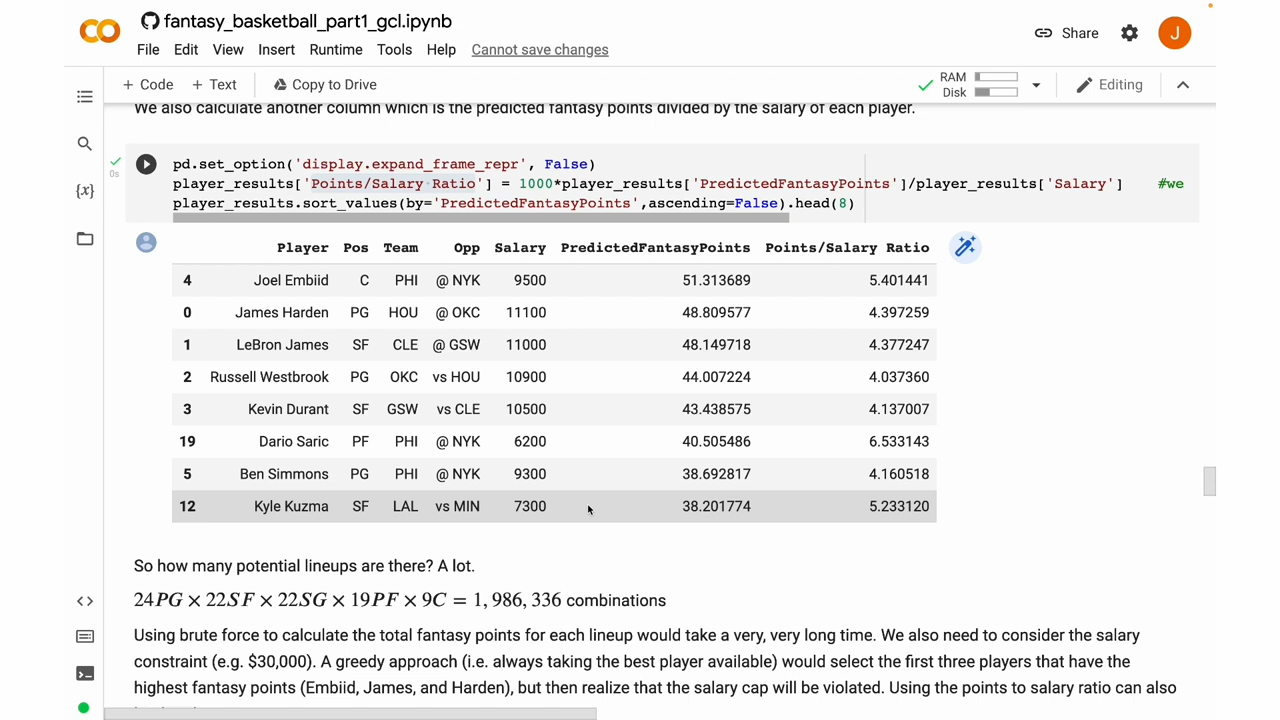 fantasy_basketball_part1_gcl.ipynb
File Edit View Insert Runtime Tools Help Cannot save changes
Share
J
+ Code + Text Copy to Drive
RAM
Disk
Editing
We also calculate another column which is the predicted fantasy points divided by the salary of each player.
{x}
0s
pd.set_option('display.expand_frame_repr', False)
player_results['Points/Salary Ratio'] = 1000*player_results['PredictedFantasyPoints']/player_results['Salary'] #we
player_results.sort_values(by='PredictedFantasyPoints',ascending=False).head(8)
Player Pos Team Opp Salary PredictedFantasyPoints Points/Salary Ratio
4 Joel Embiid C PHI @ NYK 9500 51.313689 5.401441
0 James Harden PG HOU @ OKC 11100 48.809577 4.397259
1 LeBron James SF CLE @ GSW 11000 48.149718 4.377247
2 Russell Westbrook PG OKC vs HOU 10900 44.007224 4.037360
3 Kevin Durant SF GSW vs CLE 10500 43.438575 4.137007
19 Dario Saric PF PHI @ NYK 6200 40.505486 6.533143
5 Ben Simmons PG PHI @ NYK 9300 38.692817 4.160518
12 Kyle Kuzma SF LAL vs MIN 7300 38.201774 5.233120
So how many potential lineups are there? A lot.
24PG × 22SF × 22SG × 19PF × 9C = 1, 986, 336 combinations
Using brute force to calculate the total fantasy points for each lineup would take a very, very long time. We also need to consider the salary
constraint (e.g. $30,000). A greedy approach (i.e. always taking the best player available) would select the first three players that have the
highest fantasy points (Embiid, James, and Harden), but then realize that the salary cap will be violated. Using the points to salary ratio can also